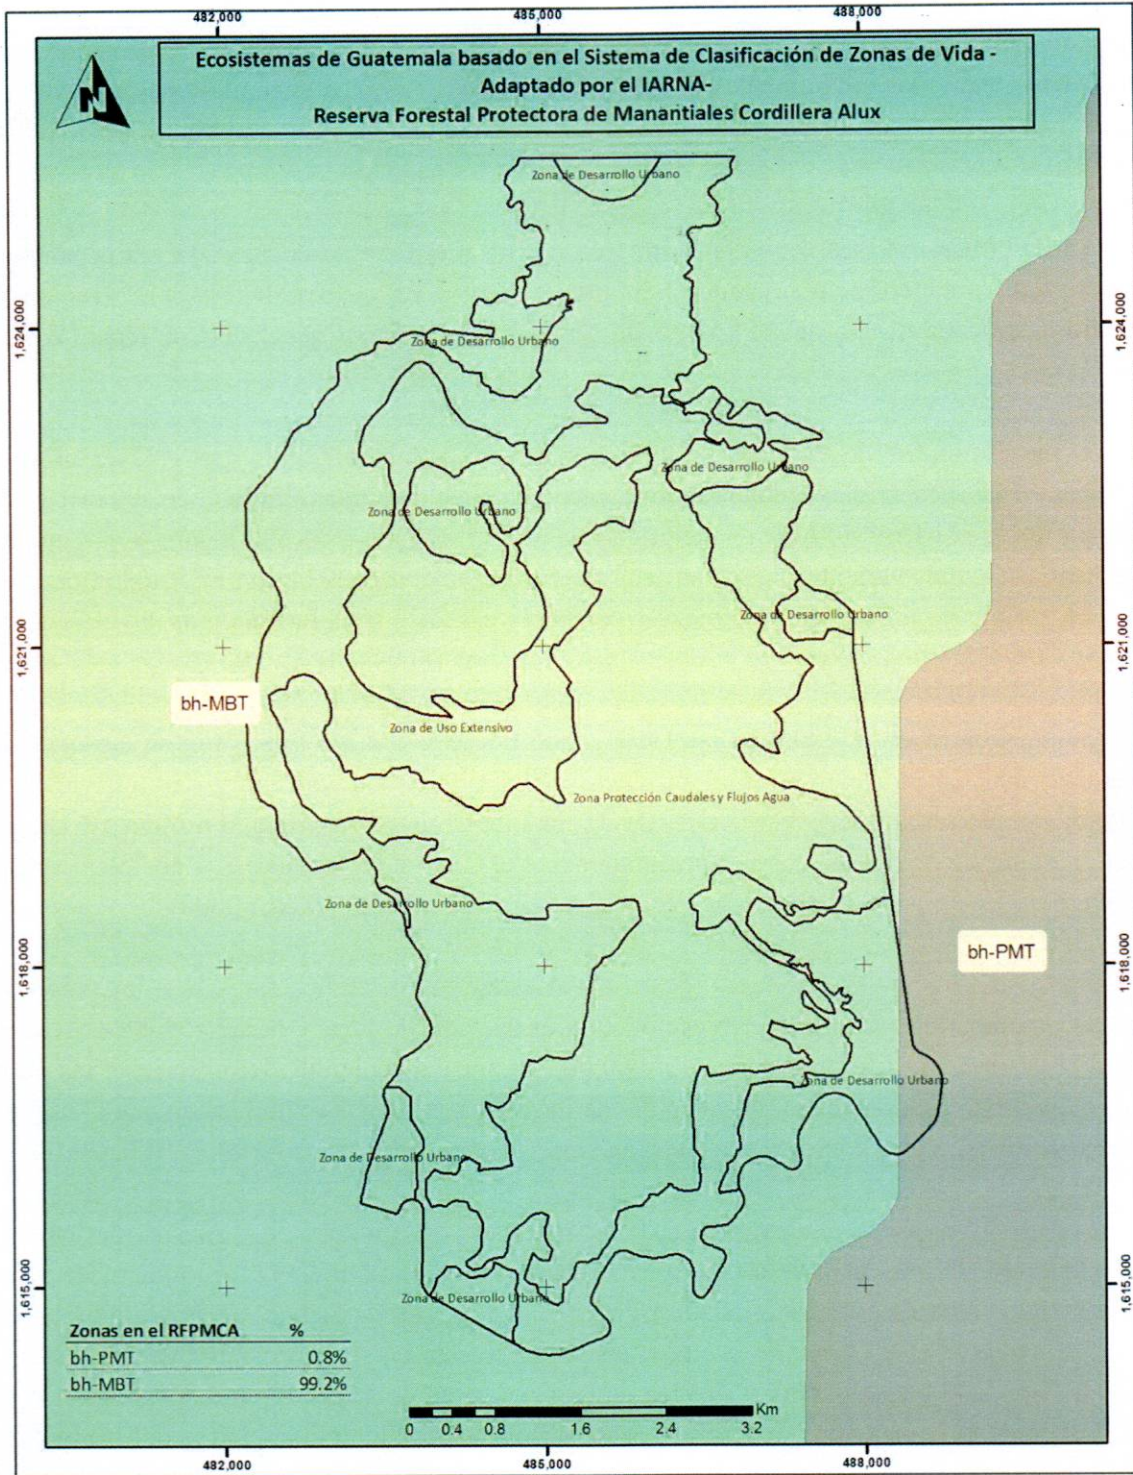 482,000 485,000 488,000
Ecosistemas de Guatemala basado en el Sistema de Clasificación de Zonas de Vida -
Adaptado por el IARNA-
Reserva Forestal Protectora de Manantiales Cordillera Alux
N
Zona de Desarrollo Urbano
1,624,000 1,624,000
Zona de Desarrollo Urbano
Zona de Desarrollo Urbano
Zona de Desarrollo Urbano
Zona de Desarrollo Urbano
1,621,000 1,621,000
bh-MBT
Zona de Uso Extensivo
Zona Protección Caudales y Flujos Agua
Zona de Desarrollo Urbano
bh-PMT
1,618,000 1,618,000
Zona de Desarrollo Urbano
Zona de Desarrollo Urbano
1,615,000 1,615,000
Zona de Desarrollo Urbano
Zonas en el RFPMCA %
bh-PMT 0.8%
bh-MBT 99.2%
Km
0 0.4 0.8 1.6 2.4 3.2
482,000 485,000 488,000